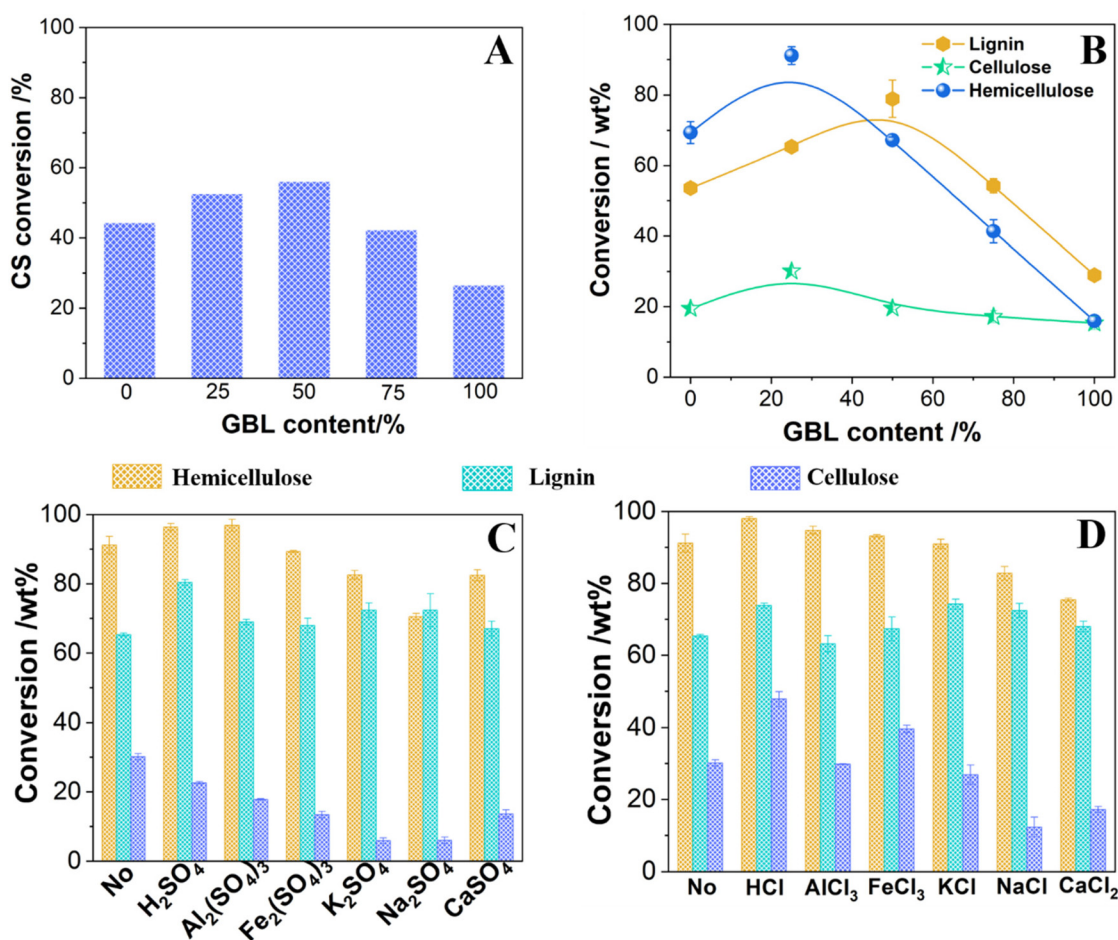 A
CS conversion /%
100
80
60
40
20
0
0 25 50 75 100
GBL content/%
B
Lignin
Cellulose
Hemicellulose
Conversion / wt%
100
80
60
40
20
0
0 20 40 60 80 100
GBL content /%
Hemicellulose Lignin Cellulose
C
Conversion /wt%
100
80
60
40
20
0
No H₂SO₄ Al₂(SO₄)₃ Fe₂(SO₄)₃ K₂SO₄ Na₂SO₄ CaSO₄
D
Conversion /wt%
100
80
60
40
20
0
No HCl AlCl₃ FeCl₃ KCl NaCl CaCl₂